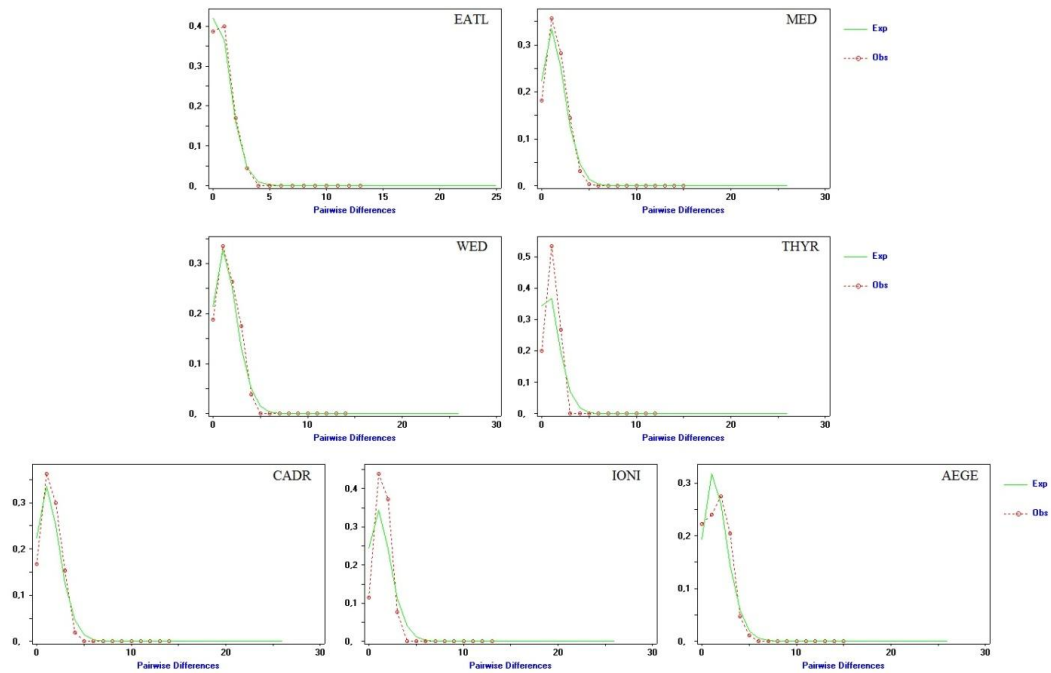 EATL
0,4
0,3
0,2
0,1
0,
0 5 10 15 20 25
Pairwise Differences
MED
0,3
0,2
0,1
0,
0 10 20 30
Pairwise Differences
Exp
Obs
WED
0,3
0,2
0,1
0,
0 10 20 30
Pairwise Differences
THYR
0,5
0,4
0,3
0,2
0,1
0,
0 10 20 30
Pairwise Differences
Exp
Obs
CADR
0,3
0,2
0,1
0,
0 10 20 30
Pairwise Differences
IONI
0,4
0,3
0,2
0,1
0,
0 10 20 30
Pairwise Differences
AEGE
0,3
0,2
0,1
0,
0 10 20 30
Pairwise Differences
Exp
Obs